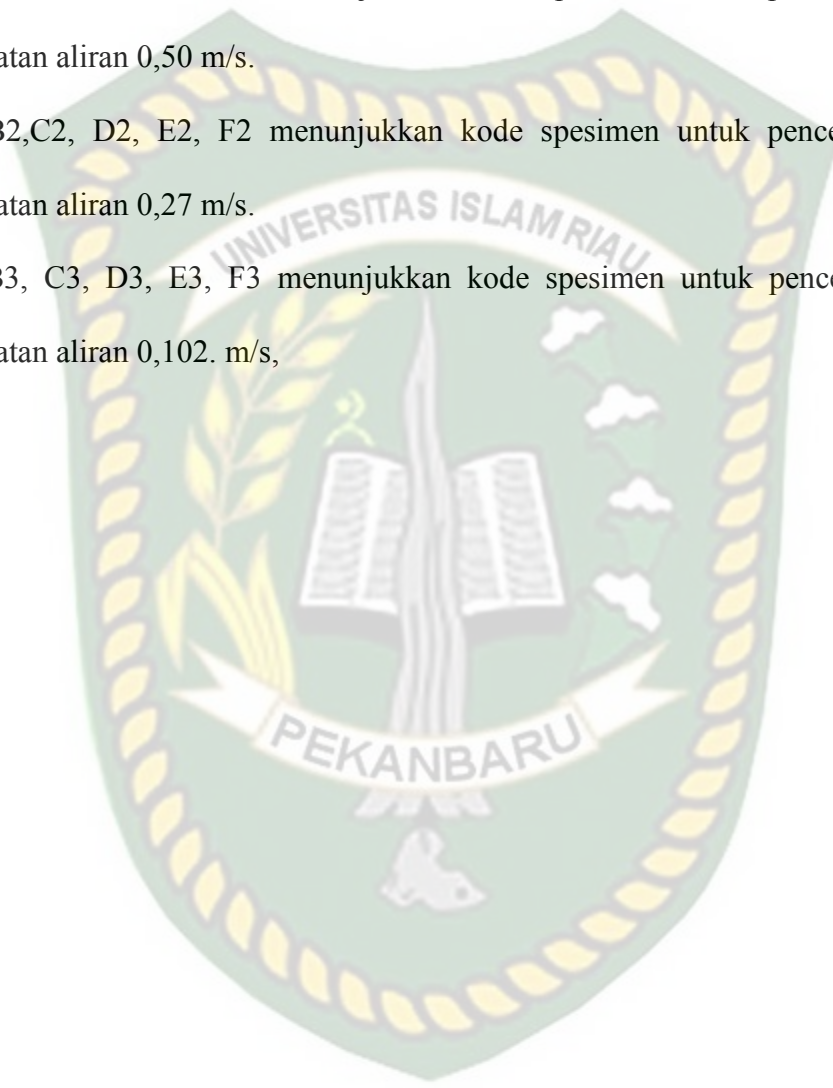 atan aliran 0,50 m/s.
32,C2, D2, E2, F2 menunjukkan kode spesimen untuk pence
atan aliran 0,27 m/s.
UNIVERSITAS ISLAM RIAU
33, C3, D3, E3, F3 menunjukkan kode spesimen untuk pence
atan aliran 0,102. m/s,
PEKANBARU